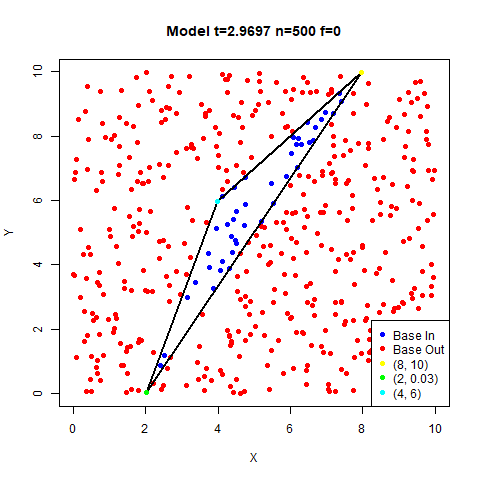 Model t=2.9697 n=500 f=0
10
8
6
4
2
0
Y
0 2 4 6 8 10
X
Base In
Base Out
(8, 10)
(2, 0.03)
(4, 6)